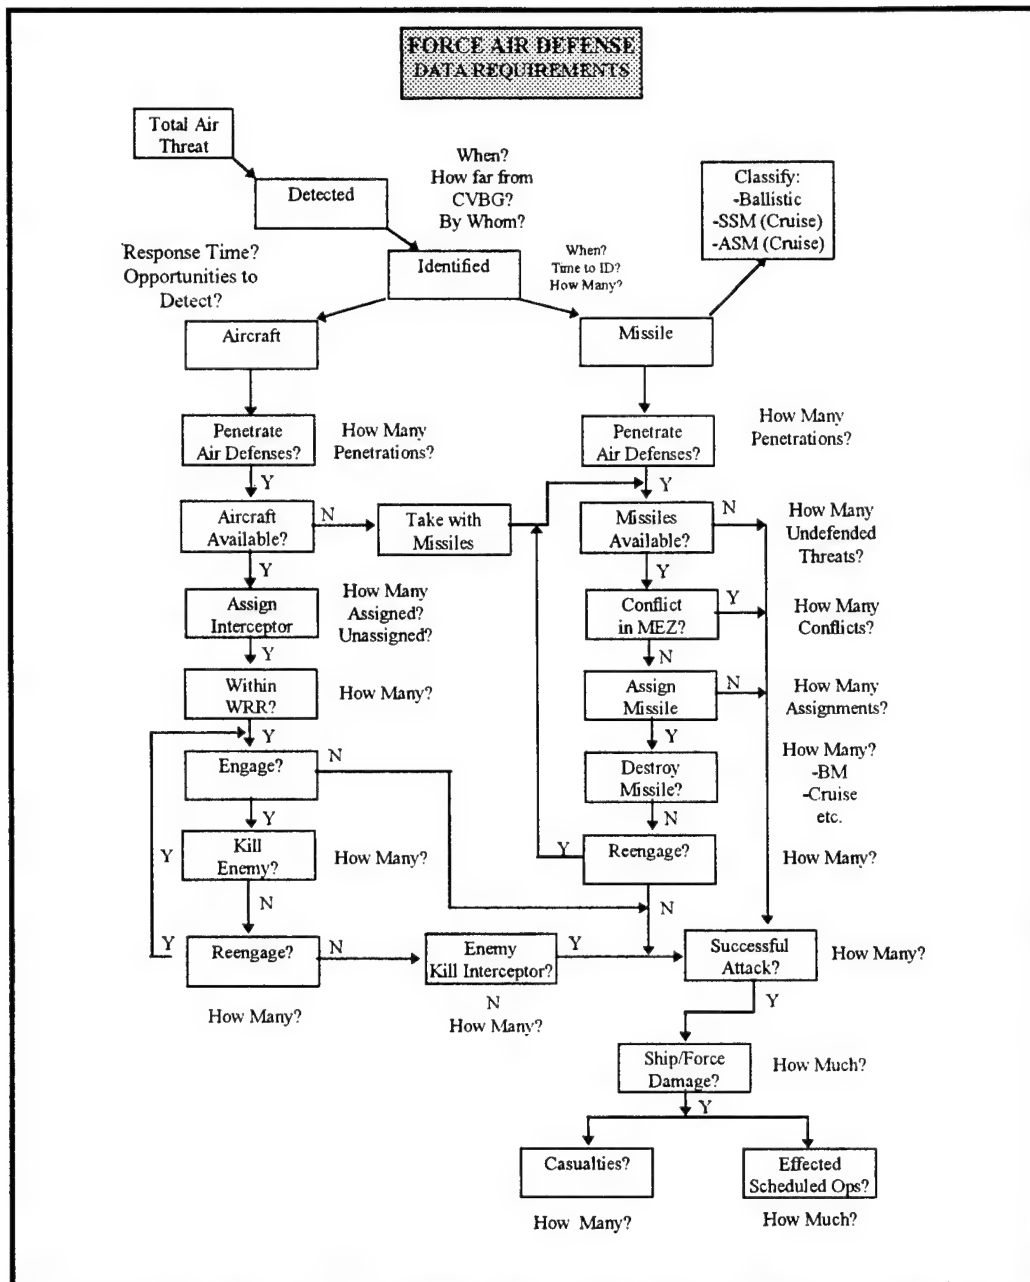 FORCE AIR DEFENSE
DATA REQUIREMENTS
Total Air
Threat
Detected
When?
How far from
CVBG?
By Whom?
Classify:
-Ballistic
-SSM (Cruise)
-ASM (Cruise)
Response Time?
Opportunities to
Detect?
Identified
When?
Time to ID?
How Many?
Aircraft
Missile
Penetrate
Air Defenses?
How Many
Penetrations?
Penetrate
Air Defenses?
How Many
Penetrations?
Y
Y
Aircraft
Available?
N
Take with
Missiles
Missiles
Available?
N
How Many
Undefended
Threats?
Y
Y
Assign
Interceptor
How Many
Assigned?
Unassigned?
Conflict
in MEZ?
Y
How Many
Conflicts?
Y
N
Within
WRR?
How Many?
Assign
Missile
N
How Many
Assignments?
Y
Y
Engage?
N
Destroy
Missile?
How Many?
-BM
-Cruise
etc.
Y
N
Kill
Enemy?
Y
How Many?
Y
Reengage?
How Many?
N
N
Y
Reengage?
N
Enemy
Kill Interceptor?
Y
Successful
Attack?
How Many?
N
How Many?
How Many?
Y
Ship/Force
Damage?
How Much?
Y
Casualties?
Effected
Scheduled Ops?
How Many?
How Much?